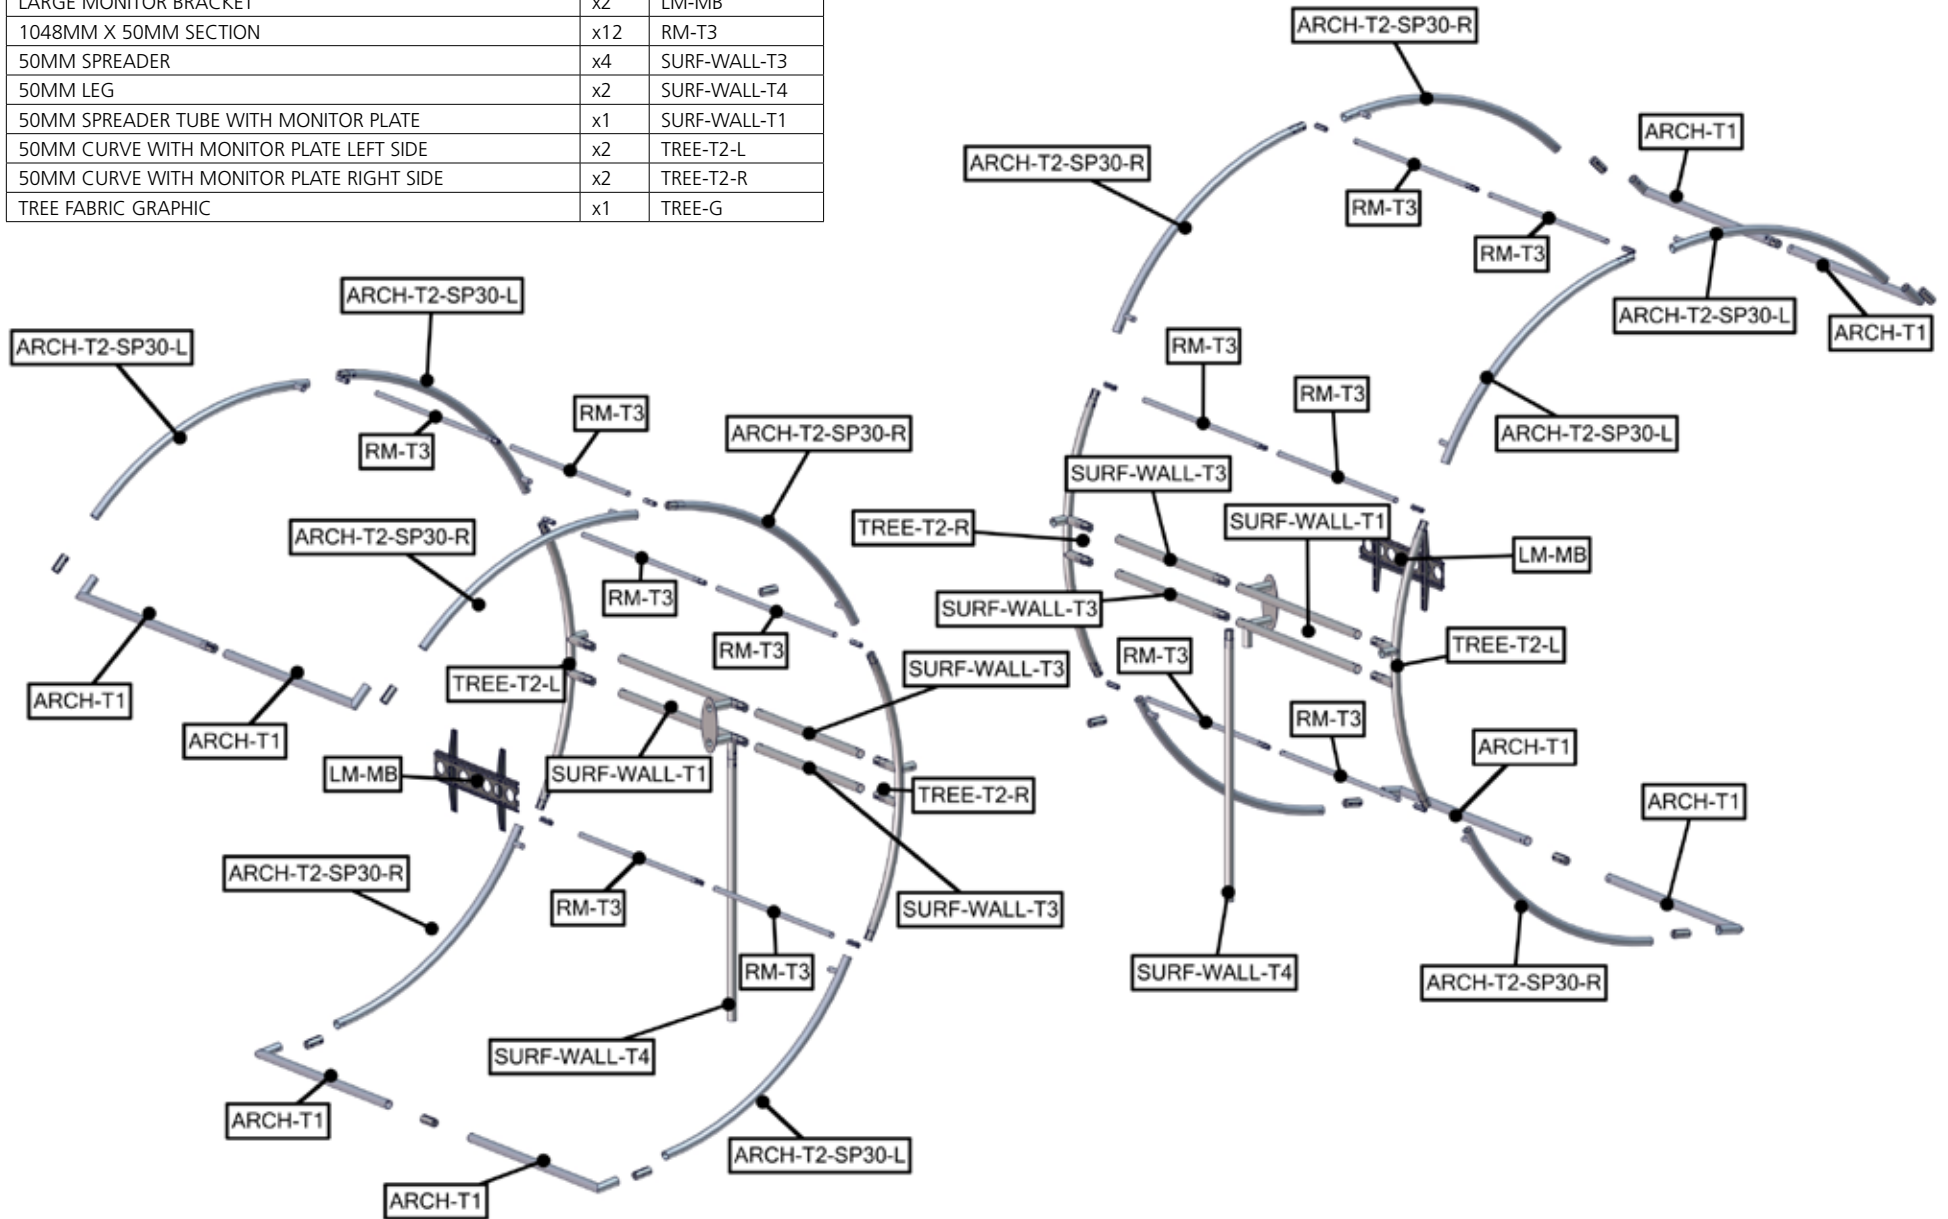 LARGE MONITOR BRACKET x2 LM-MB
1048MM X 50MM SECTION x12 RM-T3
50MM SPREADER x4 SURF-WALL-T3
50MM LEG x2 SURF-WALL-T4
50MM SPREADER TUBE WITH MONITOR PLATE x1 SURF-WALL-T1
50MM CURVE WITH MONITOR PLATE LEFT SIDE x2 TREE-T2-L
50MM CURVE WITH MONITOR PLATE RIGHT SIDE x2 TREE-T2-R
TREE FABRIC GRAPHIC x1 TREE-G
ARCH-T2-SP30-L
ARCH-T2-SP30-L
RM-T3
RM-T3
ARCH-T2-SP30-R
ARCH-T2-SP30-R
RM-T3
RM-T3
ARCH-T1
ARCH-T1
TREE-T2-L
SURF-WALL-T3
LM-MB
SURF-WALL-T1
TREE-T2-R
ARCH-T2-SP30-R
RM-T3
SURF-WALL-T3
RM-T3
SURF-WALL-T4
ARCH-T1
ARCH-T2-SP30-L
ARCH-T1
ARCH-T2-SP30-R
ARCH-T1
ARCH-T2-SP30-R
RM-T3
RM-T3
ARCH-T2-SP30-L
ARCH-T1
RM-T3
RM-T3
ARCH-T2-SP30-L
SURF-WALL-T3
TREE-T2-R
SURF-WALL-T1
LM-MB
SURF-WALL-T3
TREE-T2-L
RM-T3
RM-T3
ARCH-T1
ARCH-T1
SURF-WALL-T4
ARCH-T2-SP30-R